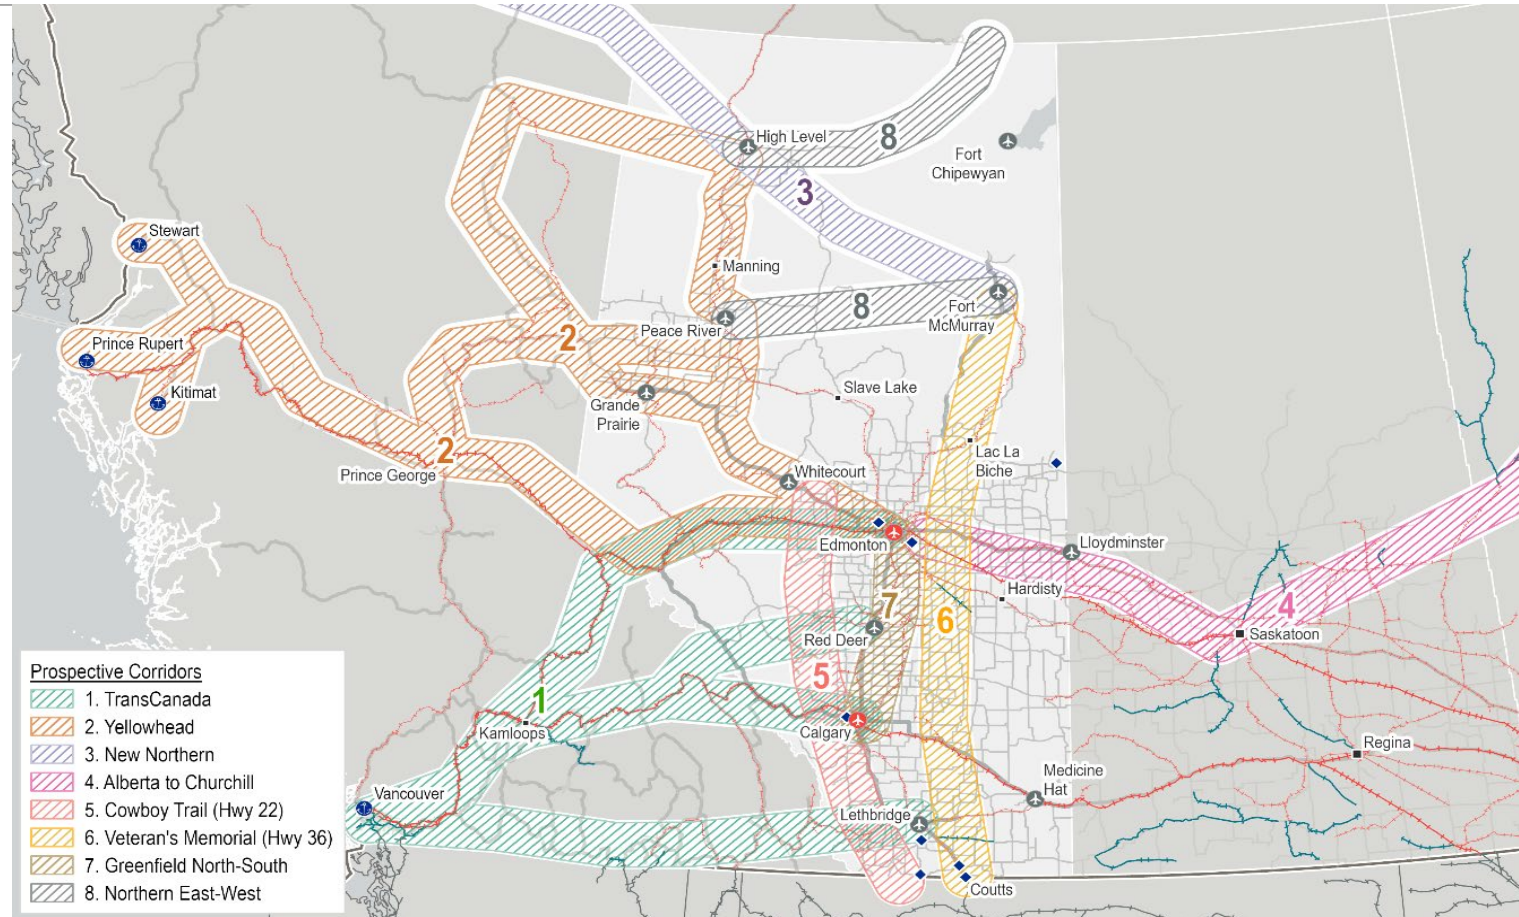 High Level
8
Fort
Chipewyan
3
Stewart
Manning
8
Fort
McMurray
Peace River
2
Prince Rupert
Kitimat
Slave Lake
Grande
Prairie
2
Prince George
Lac La
Biche
Whitecourt
Edmonton
Lloydminster
Hardisty
7
6
4
Red Deer
Saskatoon
5
1
Kamloops
Calgary
Regina
Medicine
Hat
Vancouver
Lethbridge
Coutts
Prospective Corridors
1. TransCanada
2. Yellowhead
3. New Northern
4. Alberta to Churchill
5. Cowboy Trail (Hwy 22)
6. Veteran's Memorial (Hwy 36)
7. Greenfield North-South
8. Northern East-West